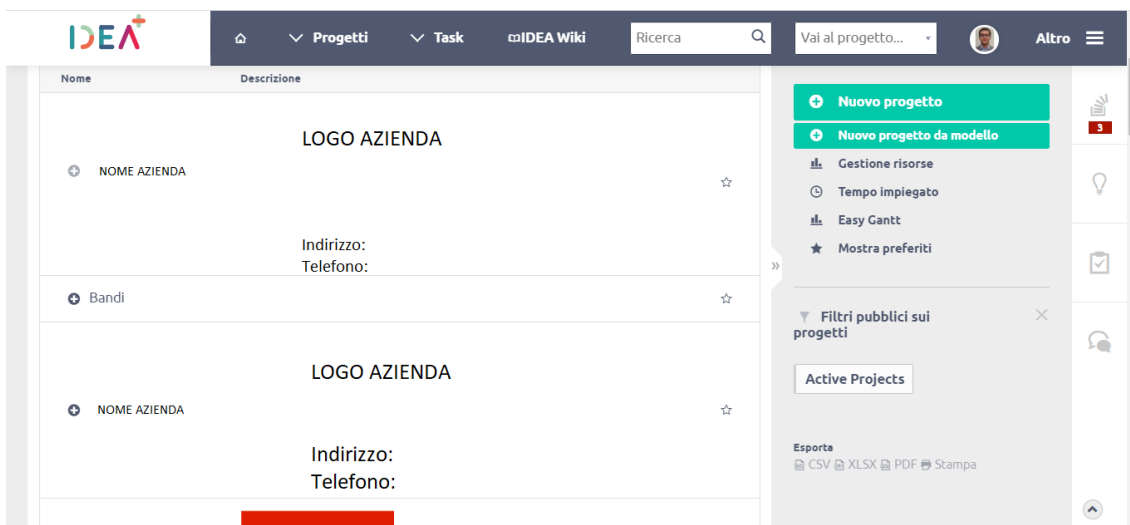 IDEA+
Progetti
Task
IDEA Wiki
Ricerca
Vai al progetto...
Altro
Nome
Descrizione
LOGO AZIENDA
NOME AZIENDA
Indirizzo:
Telefono:
Bandi
LOGO AZIENDA
NOME AZIENDA
Indirizzo:
Telefono:
Nuovo progetto
Nuovo progetto da modello
Gestione risorse
Tempo impiegato
Easy Gantt
Mostra preferiti
»
Filtri pubblici sui
progetti
Active Projects
Esporta
CSV XLSX PDF Stampa
3